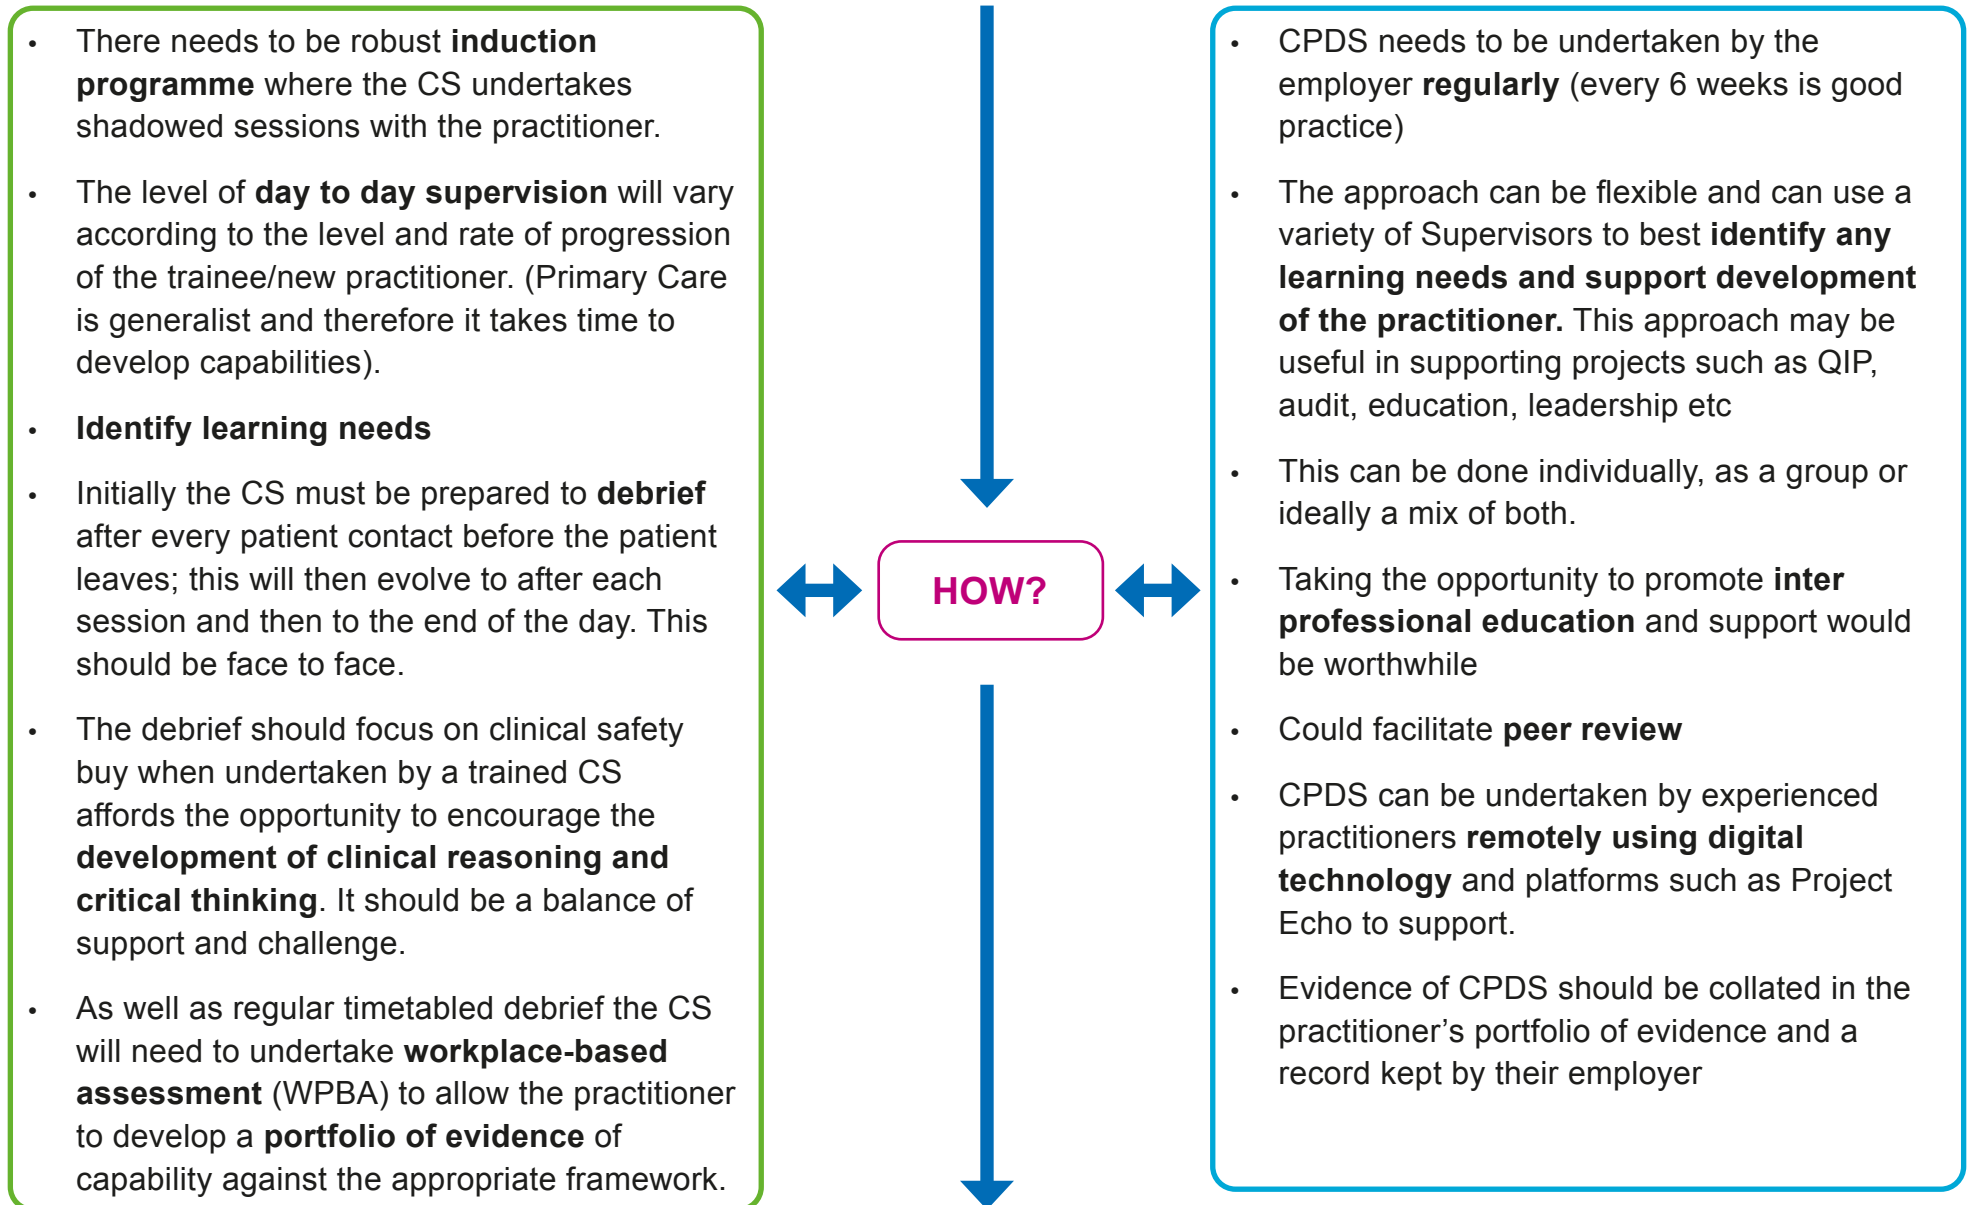 • There needs to be robust induction
programme where the CS undertakes
shadowed sessions with the practitioner.
• The level of day to day supervision will vary
according to the level and rate of progression
of the trainee/new practitioner. (Primary Care
is generalist and therefore it takes time to
develop capabilities).
• Identify learning needs
• Initially the CS must be prepared to debrief
after every patient contact before the patient
leaves; this will then evolve to after each
session and then to the end of the day. This
should be face to face.
• The debrief should focus on clinical safety
buy when undertaken by a trained CS
affords the opportunity to encourage the
development of clinical reasoning and
critical thinking. It should be a balance of
support and challenge.
• As well as regular timetabled debrief the CS
will need to undertake workplace-based
assessment (WPBA) to allow the practitioner
to develop a portfolio of evidence of
capability against the appropriate framework.
HOW?
• CPDS needs to be undertaken by the
employer regularly (every 6 weeks is good
practice)
• The approach can be flexible and can use a
variety of Supervisors to best identify any
learning needs and support development
of the practitioner. This approach may be
useful in supporting projects such as QIP,
audit, education, leadership etc
• This can be done individually, as a group or
ideally a mix of both.
• Taking the opportunity to promote inter
professional education and support would
be worthwhile
• Could facilitate peer review
• CPDS can be undertaken by experienced
practitioners remotely using digital
technology and platforms such as Project
Echo to support.
• Evidence of CPDS should be collated in the
practitioner’s portfolio of evidence and a
record kept by their employer